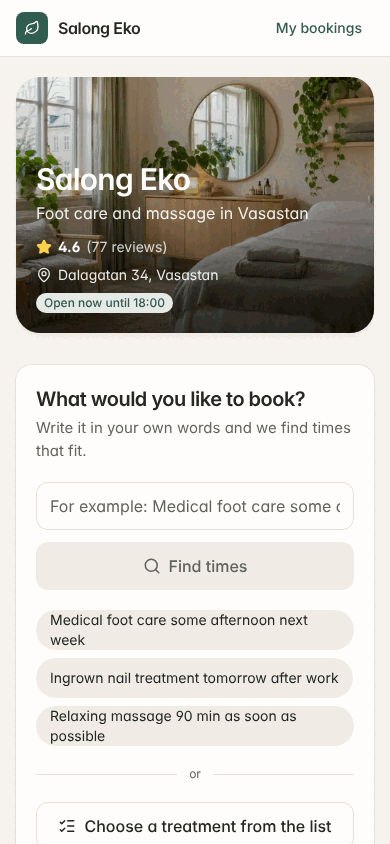 Salong Eko
My bookings
Salong Eko
Foot care and massage in Vasastan
4.6 (77 reviews)
Dalagatan 34, Vasastan
Open now until 18:00
What would you like to book?
Write it in your own words and we find times
that fit.
For example: Medical foot care some
Find times
Medical foot care some afternoon next
week
Ingrown nail treatment tomorrow after work
Relaxing massage 90 min as soon as
possible
or
Choose a treatment from the list